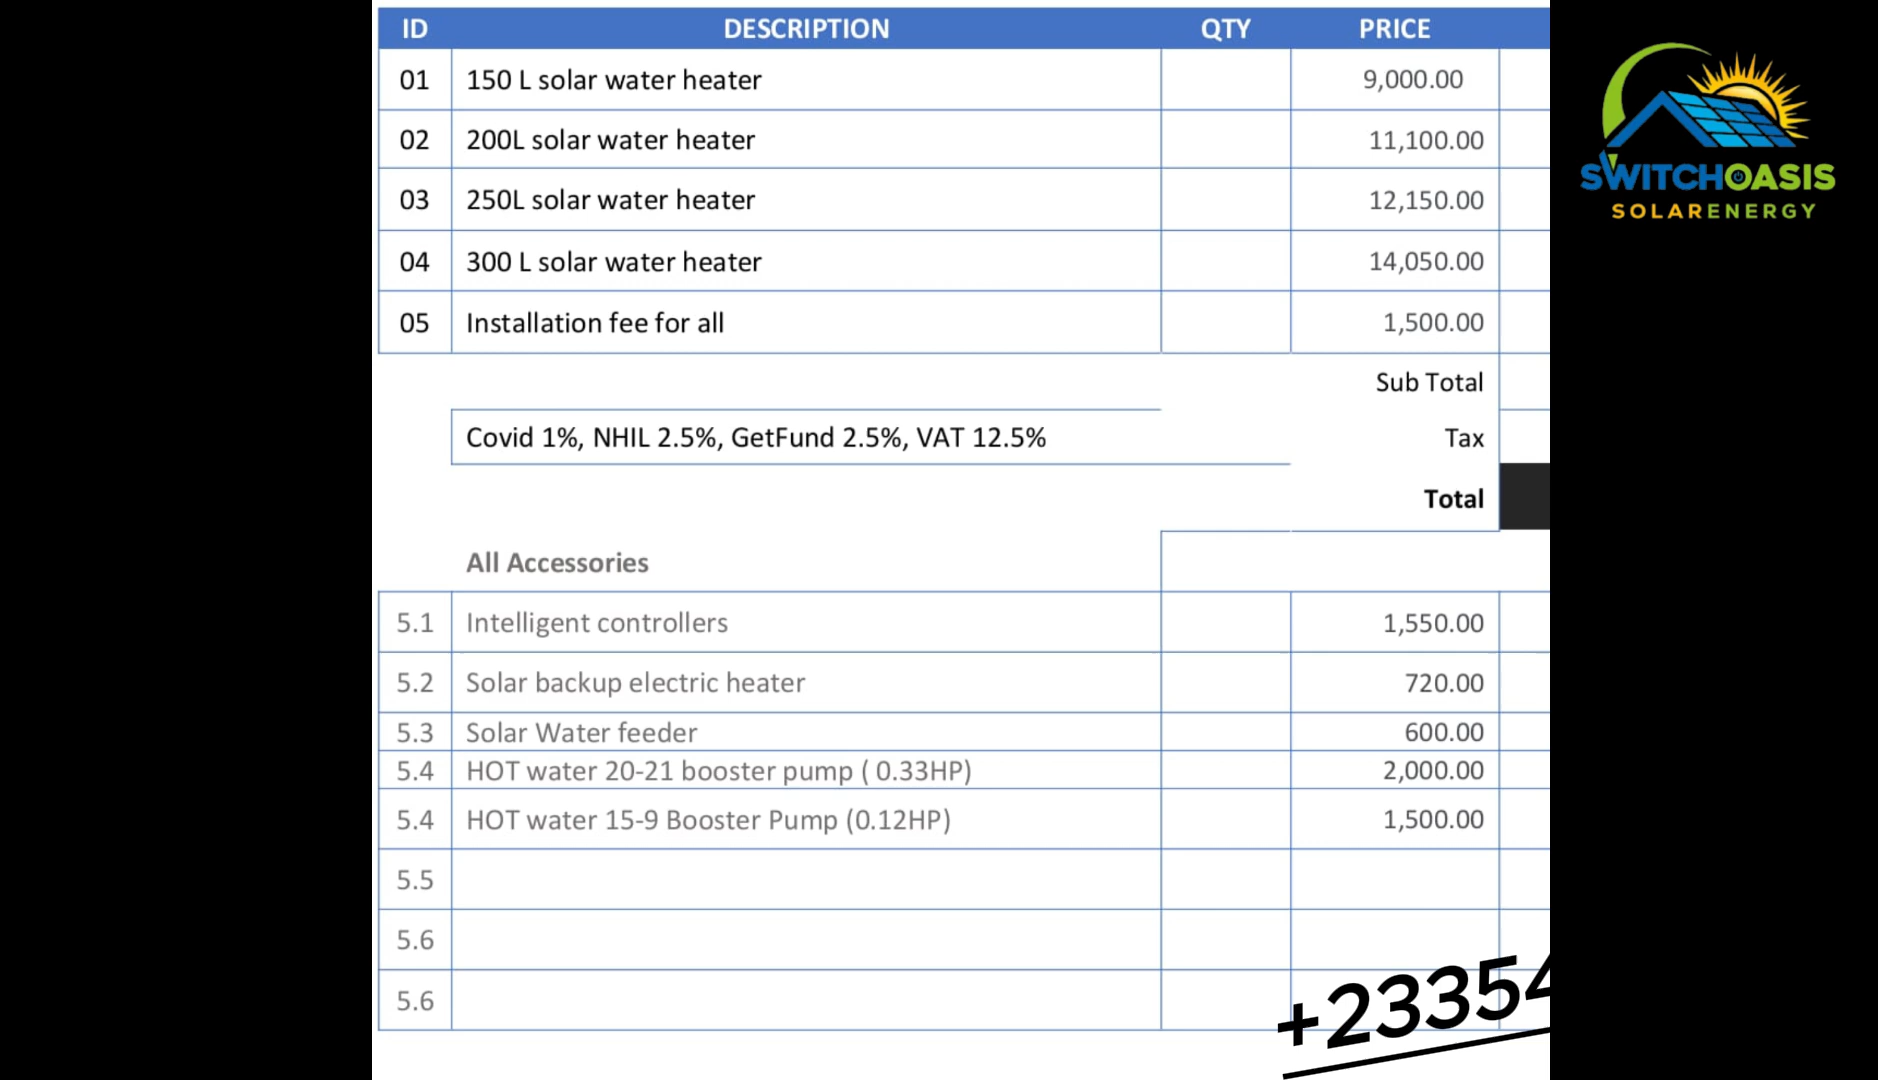 ID DESCRIPTION QTY PRICE
01 150 L solar water heater 9,000.00
02 200L solar water heater 11,100.00
03 250L solar water heater 12,150.00
04 300 L solar water heater 14,050.00
05 Installation fee for all 1,500.00
Sub Total
Covid 1%, NHIL 2.5%, GetFund 2.5%, VAT 12.5% Tax
Total
All Accessories
5.1 Intelligent controllers 1,550.00
5.2 Solar backup electric heater 720.00
5.3 Solar Water feeder 600.00
5.4 HOT water 20-21 booster pump ( 0.33HP) 2,000.00
5.4 HOT water 15-9 Booster Pump (0.12HP) 1,500.00
5.5
5.6
5.6
+23354
SWITCHOASIS
SOLARENERGY